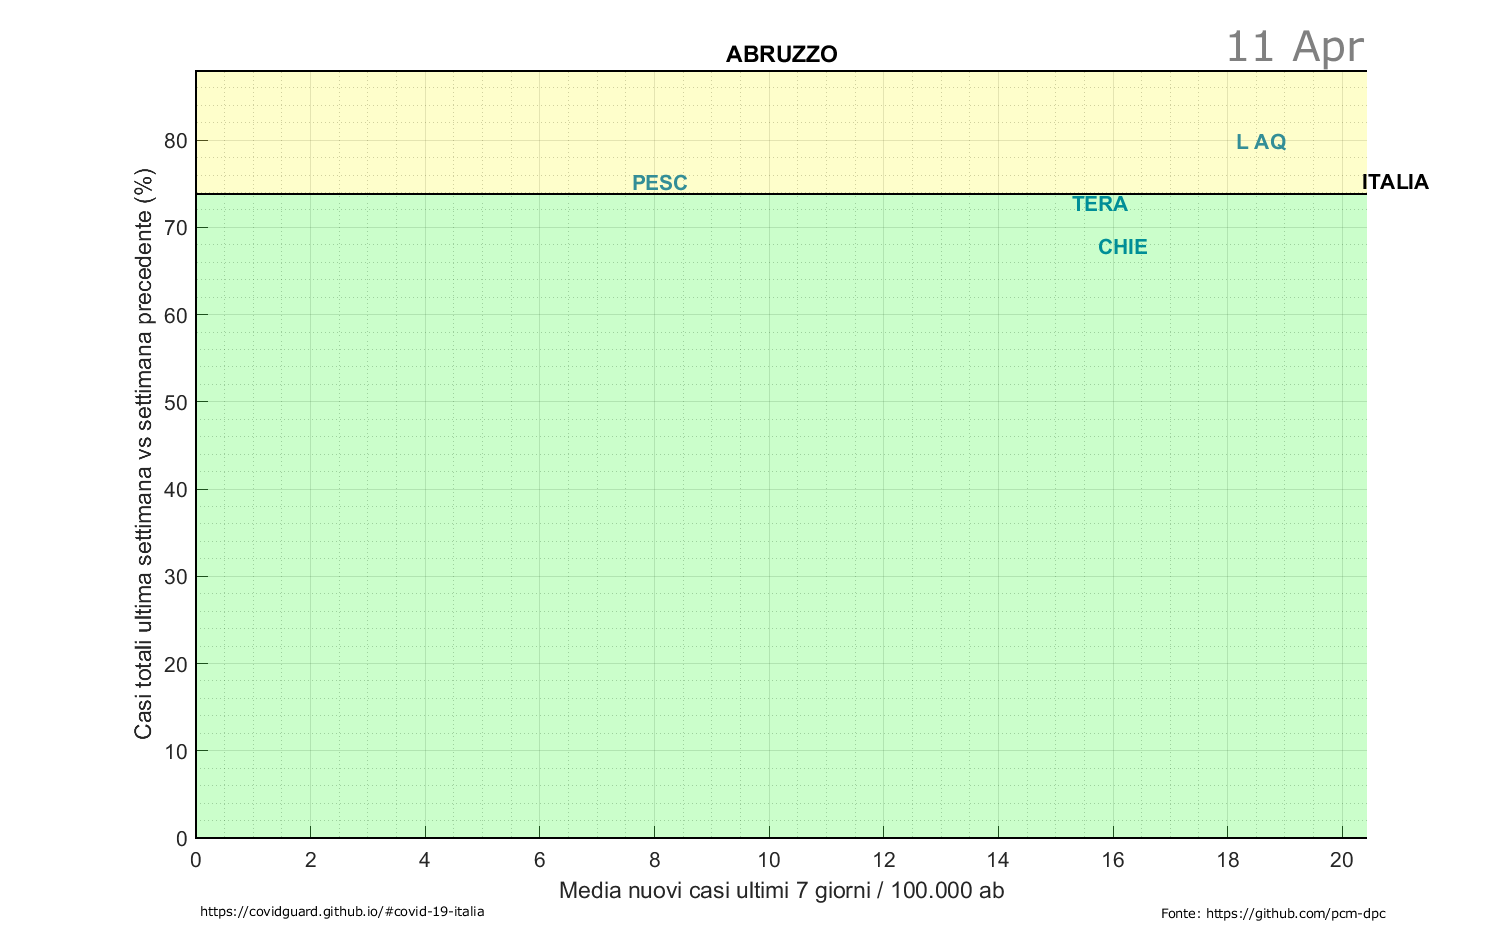 ABRUZZO
11 Apr
Casi totali ultima settimana vs settimana precedente (%)
80
70
60
50
40
30
20
10
0
L AQ
PESC
ITALIA
TERA
CHIE
0 2 4 6 8 10 12 14 16 18 20
Media nuovi casi ultimi 7 giorni / 100.000 ab
https://covidguard.github.io/#covid-19-italia
Fonte: https://github.com/pcm-dpc